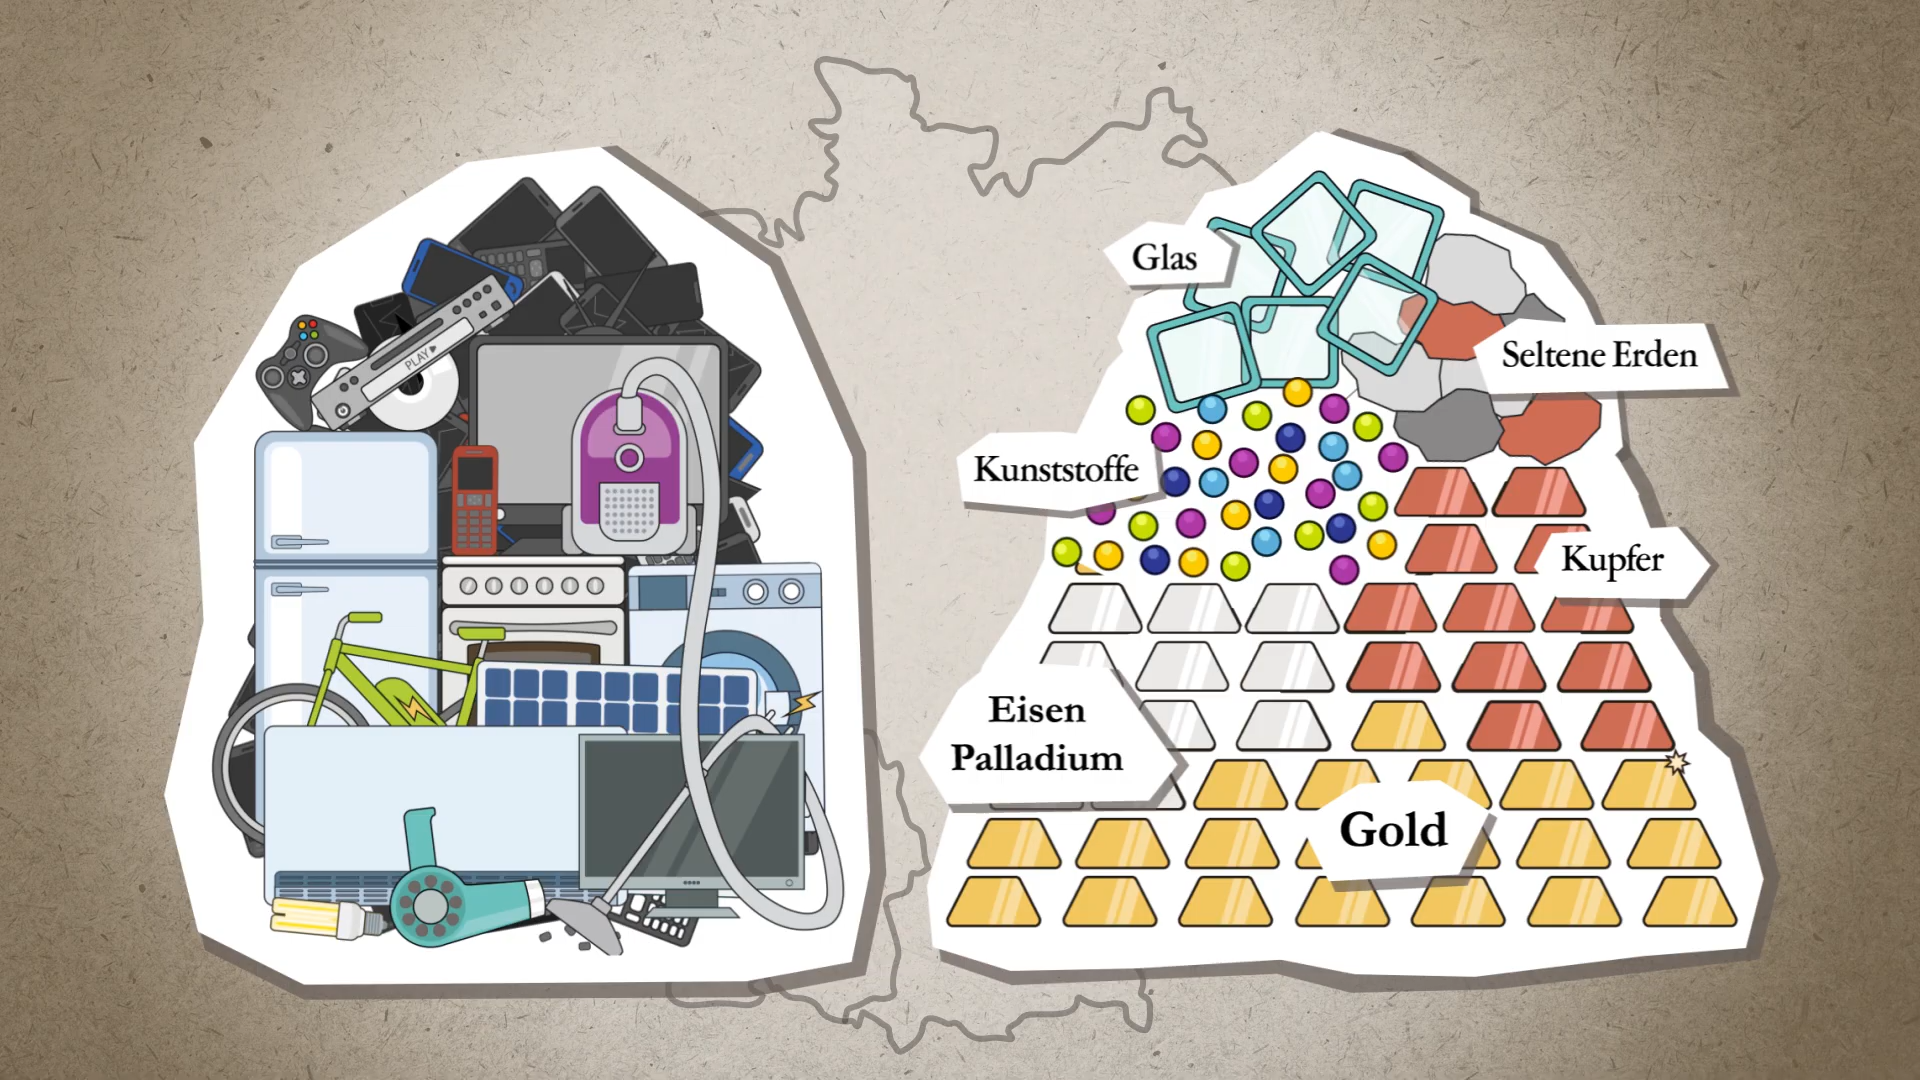 PLAY
Glas
Seltene Erden
Kunststoffe
Kupfer
Eisen
Palladium
Gold